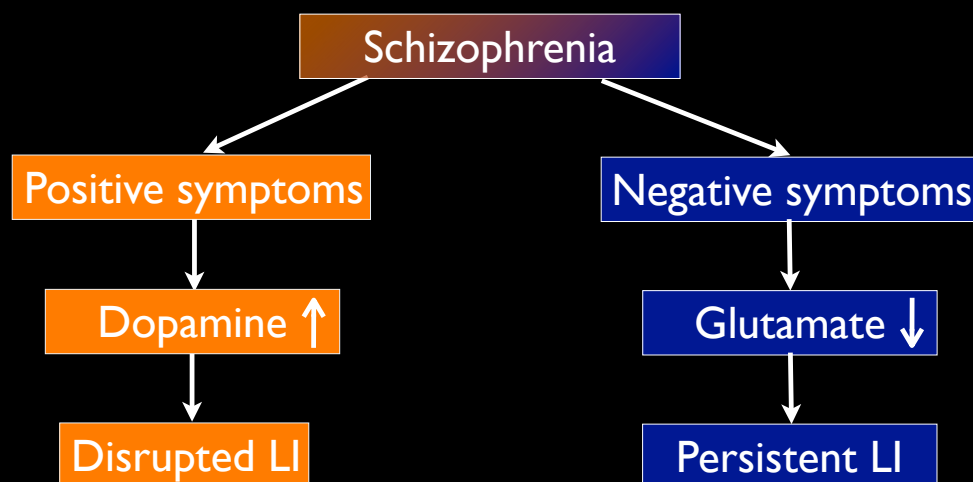 Schizophrenia
Positive symptoms
Negative symptoms
Dopamine ↑
Glutamate ↓
Disrupted LI
Persistent LI